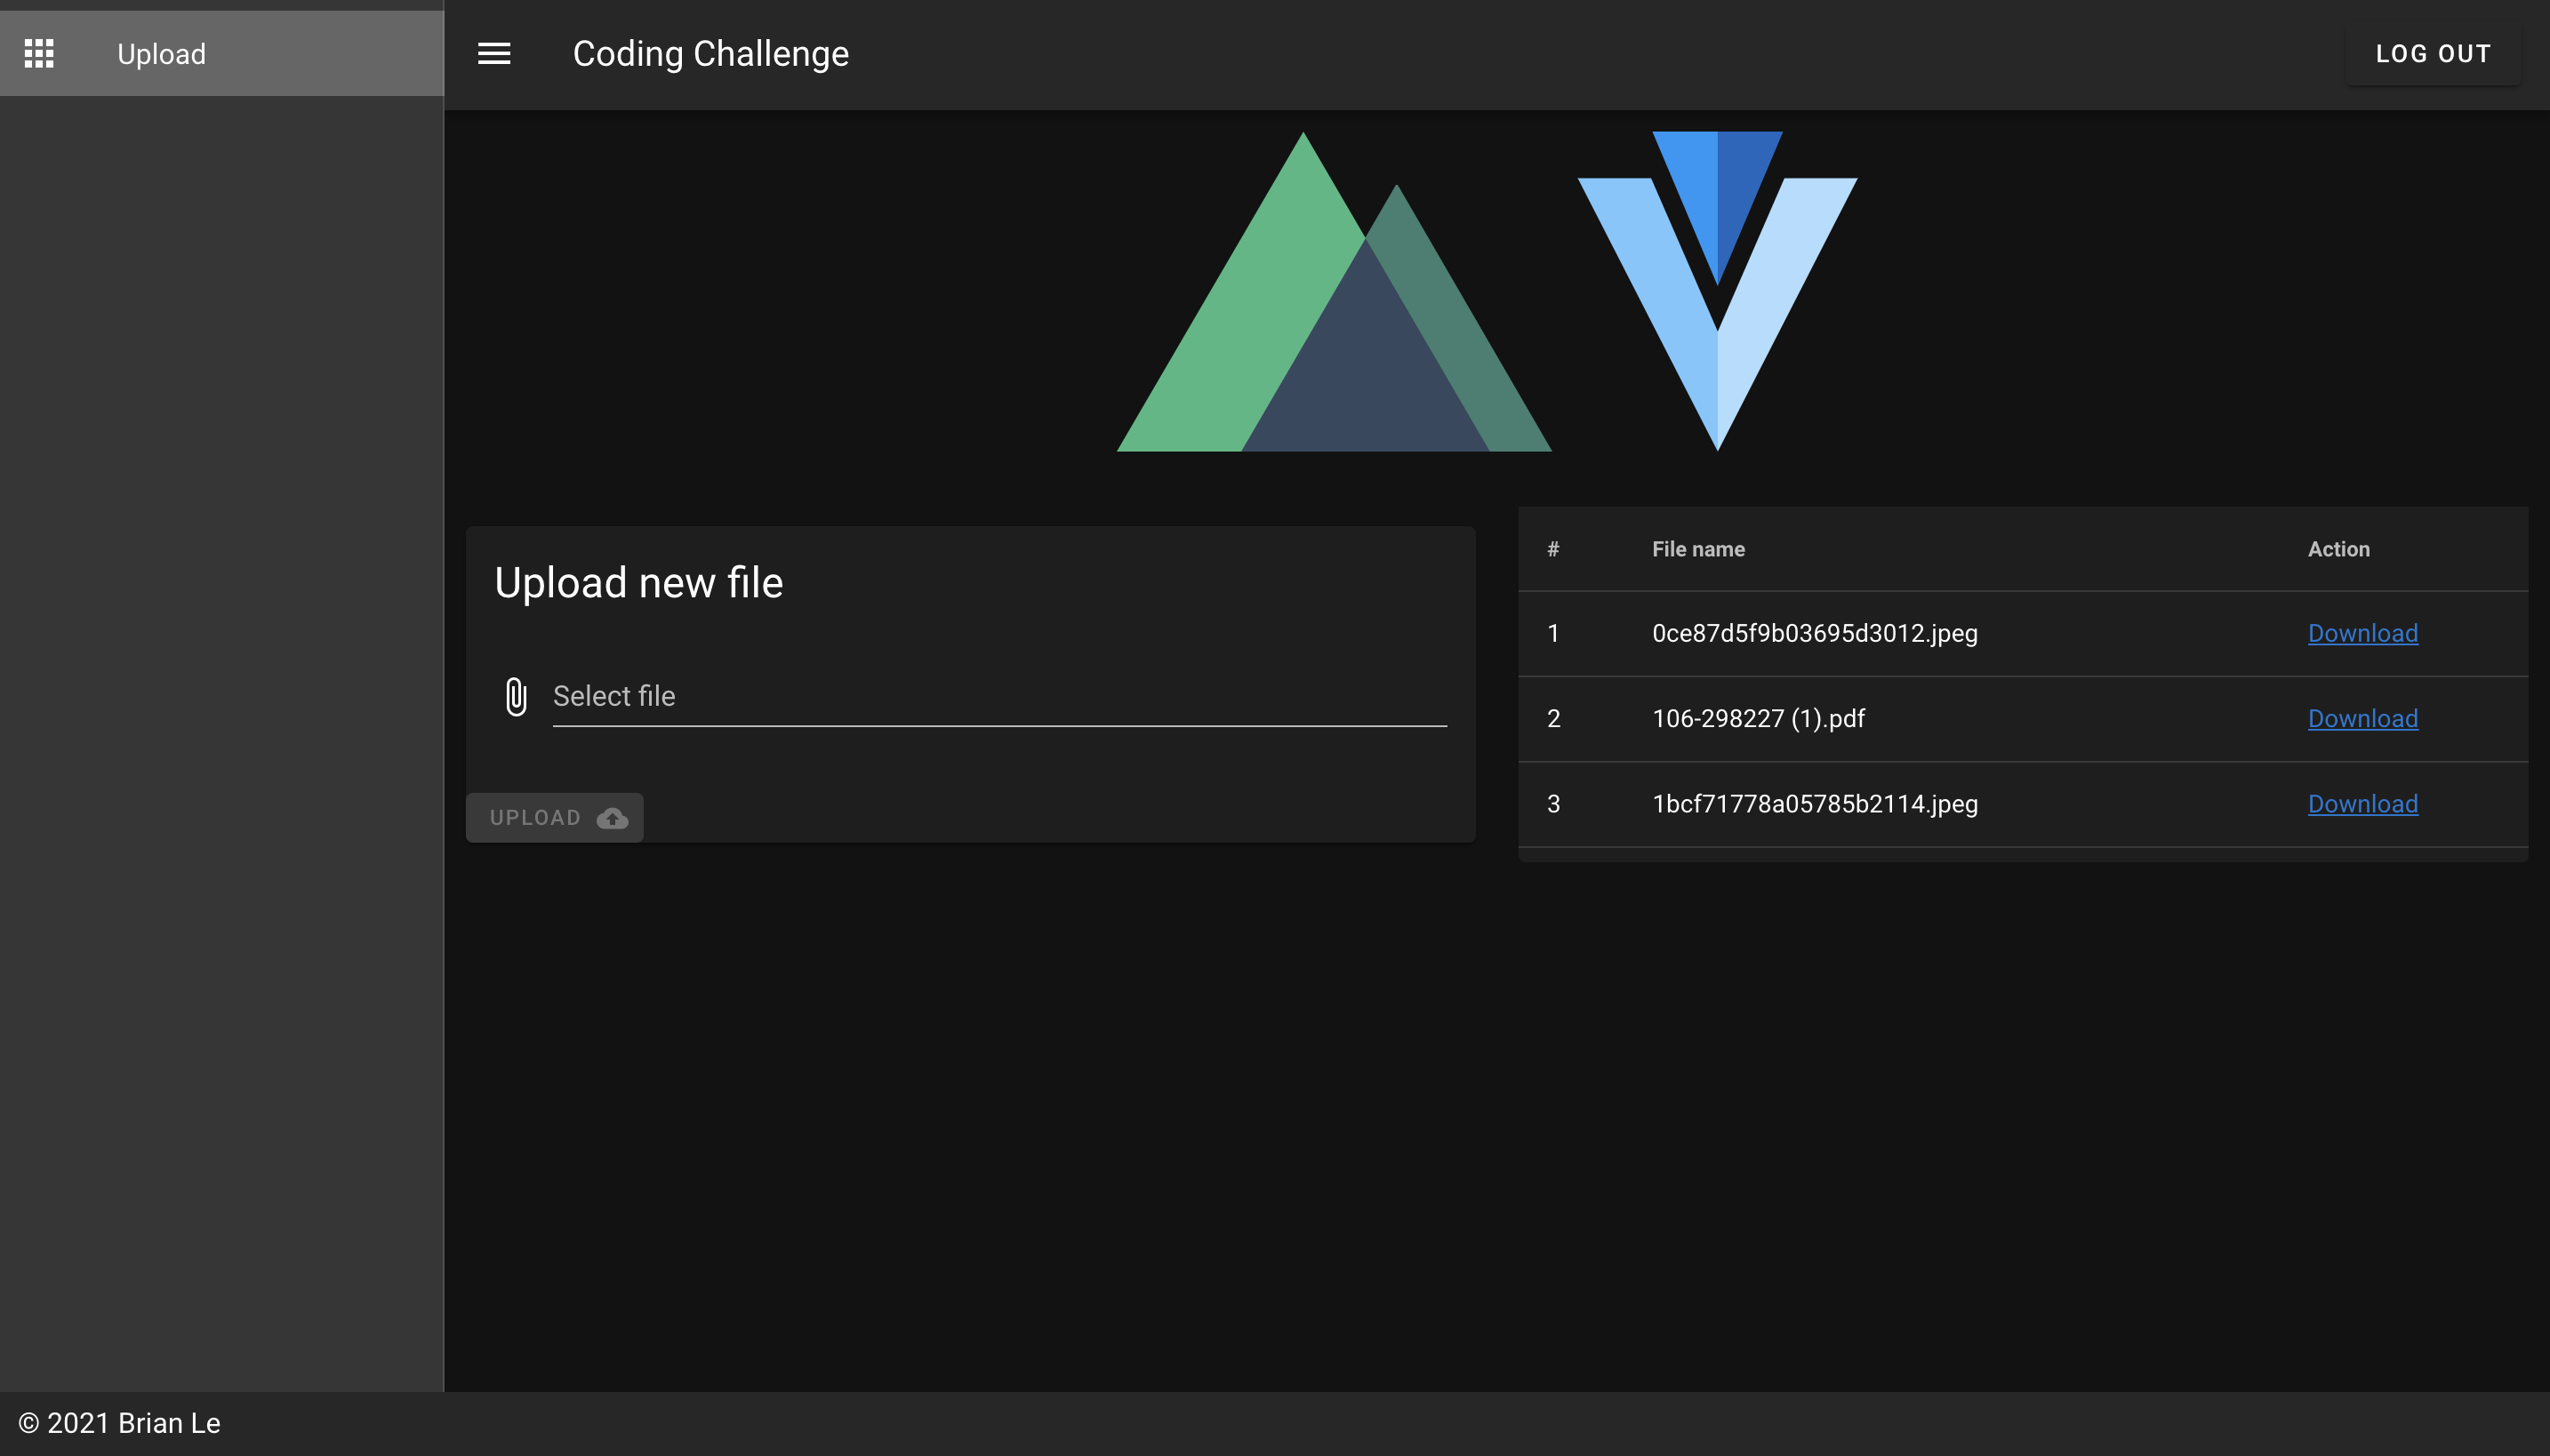 Upload
Coding Challenge
LOG OUT
Upload new file
Select file
UPLOAD
# File name Action
1 0ce87d5f9b03695d3012.jpeg Download
2 106-298227 (1).pdf Download
3 1bcf71778a05785b2114.jpeg Download
© 2021 Brian Le